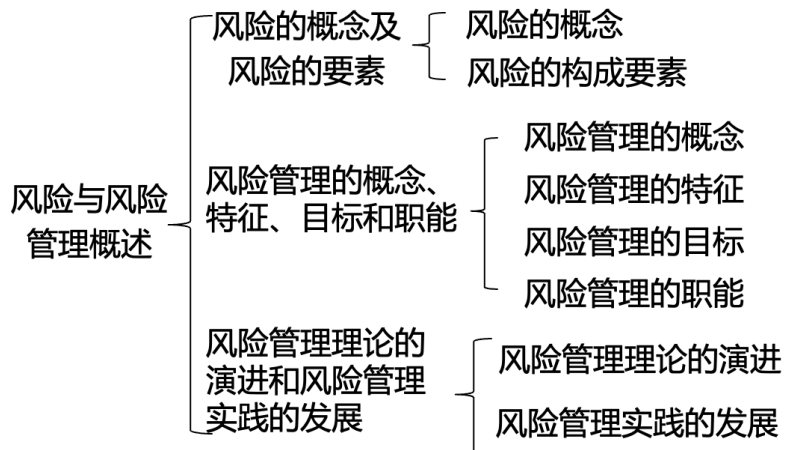 风险与风险
管理概述
风险的概念及
风险的要素
风险的概念
风险的构成要素
风险管理的概念、
特征、目标和职能
风险管理的概念
风险管理的特征
风险管理的目标
风险管理的职能
风险管理理论的
演进和风险管理
实践的发展
风险管理理论的演进
风险管理实践的发展